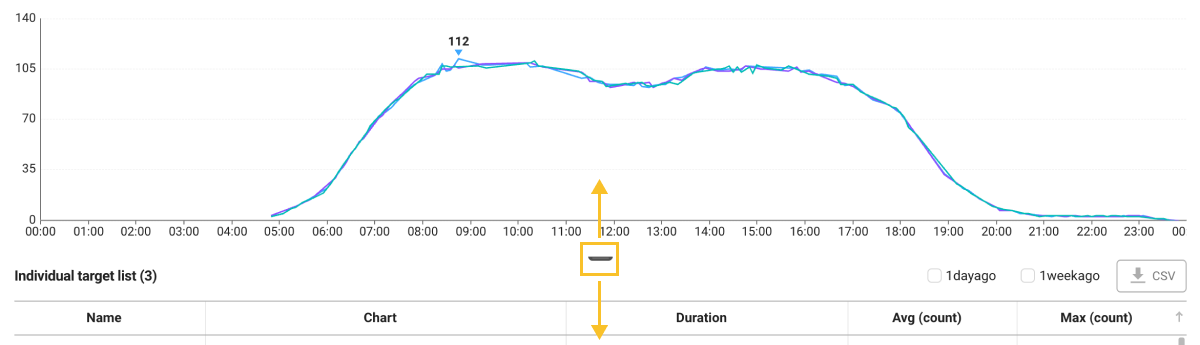 140
112
105
70
35
0
00:00 01:00 02:00 03:00 04:00 05:00 06:00 07:00 08:00 09:00 10:00 11:00 12:00 13:00 14:00 15:00 16:00 17:00 18:00 19:00 20:00 21:00 22:00 23:00 00
Individual target list (3) 1dayago 1weekago CSV
Name Chart Duration Avg (count) Max (count)